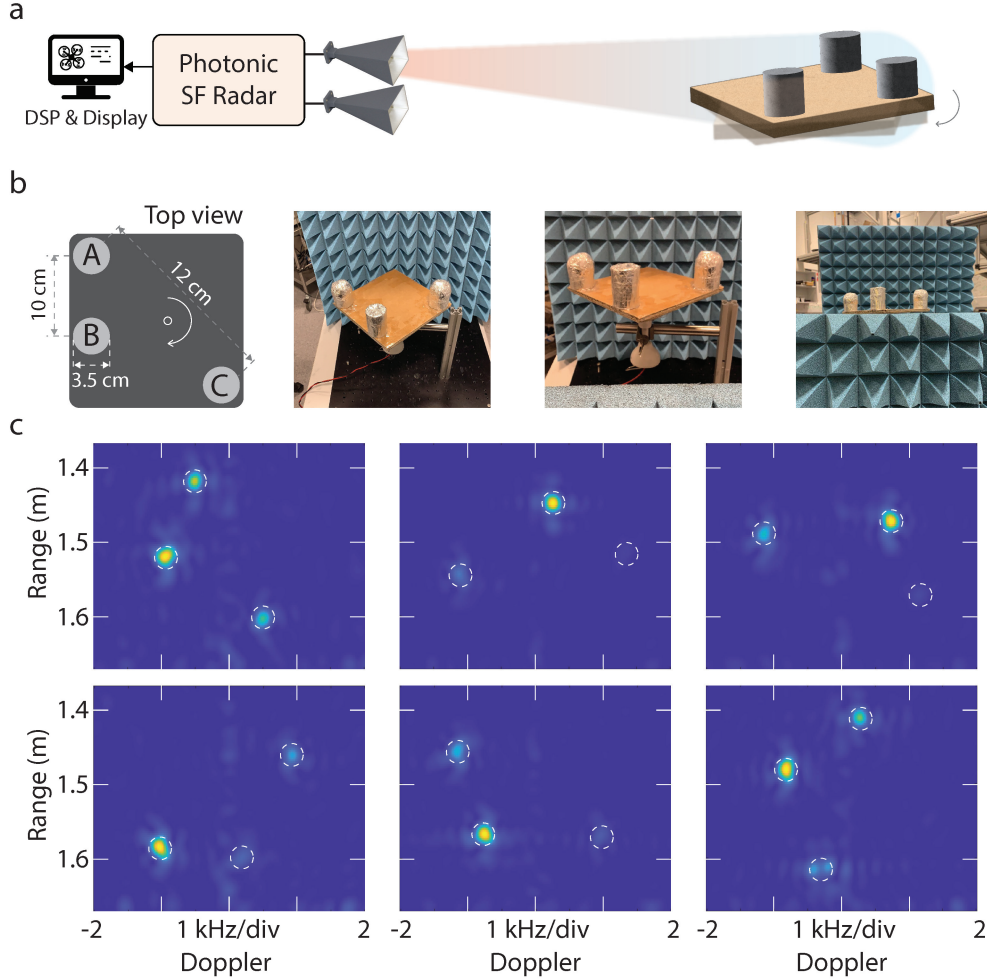 a
Photonic
SF Radar
DSP & Display
b
Top view
A
12 cm
10 cm
B
3.5 cm
C
c
1.4
1.5
1.6
Range (m)
1.4
1.5
1.6
Range (m)
-2
1 kHz/div
2
-2
1 kHz/div
2
-2
1 kHz/div
2
Doppler
Doppler
Doppler